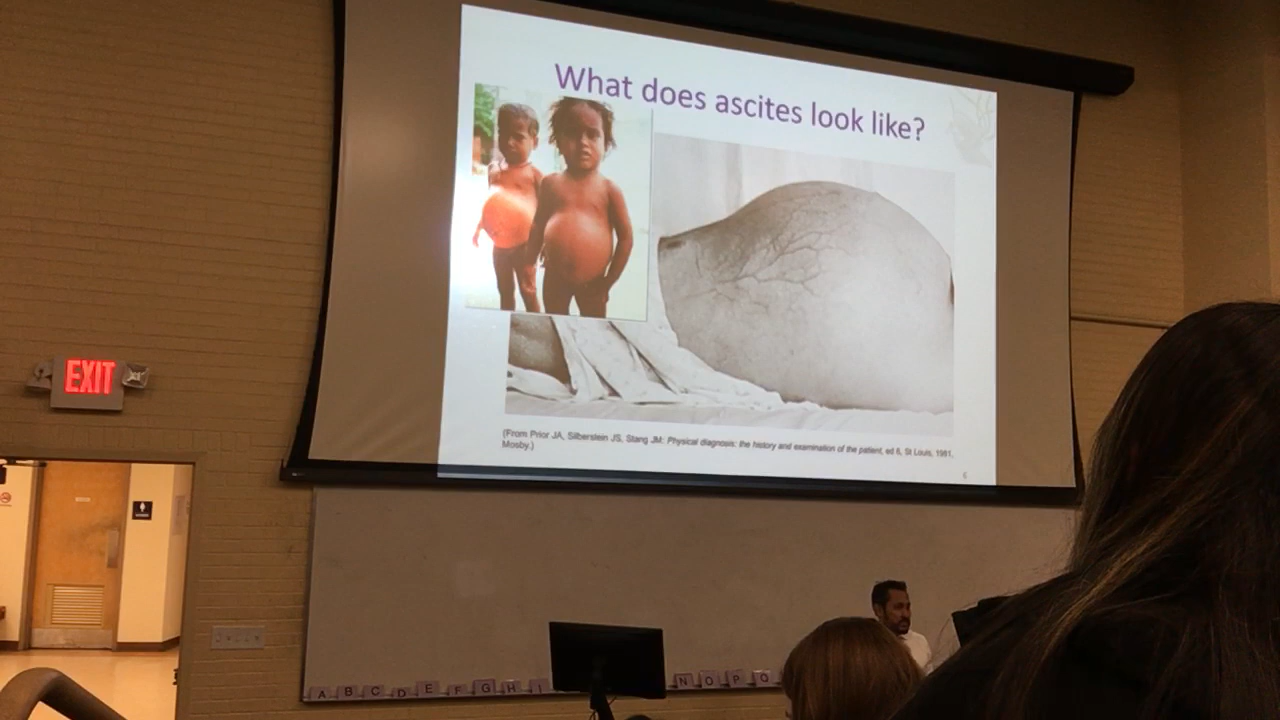 What does ascites look like?
(From Prior JA, Silberstein JS, Stang JM: Physical diagnosis: the history and examination of the patient, ed 6, St Louis, 1981,
Mosby.)
6
EXIT
A B C D E F G H I
N O P Q